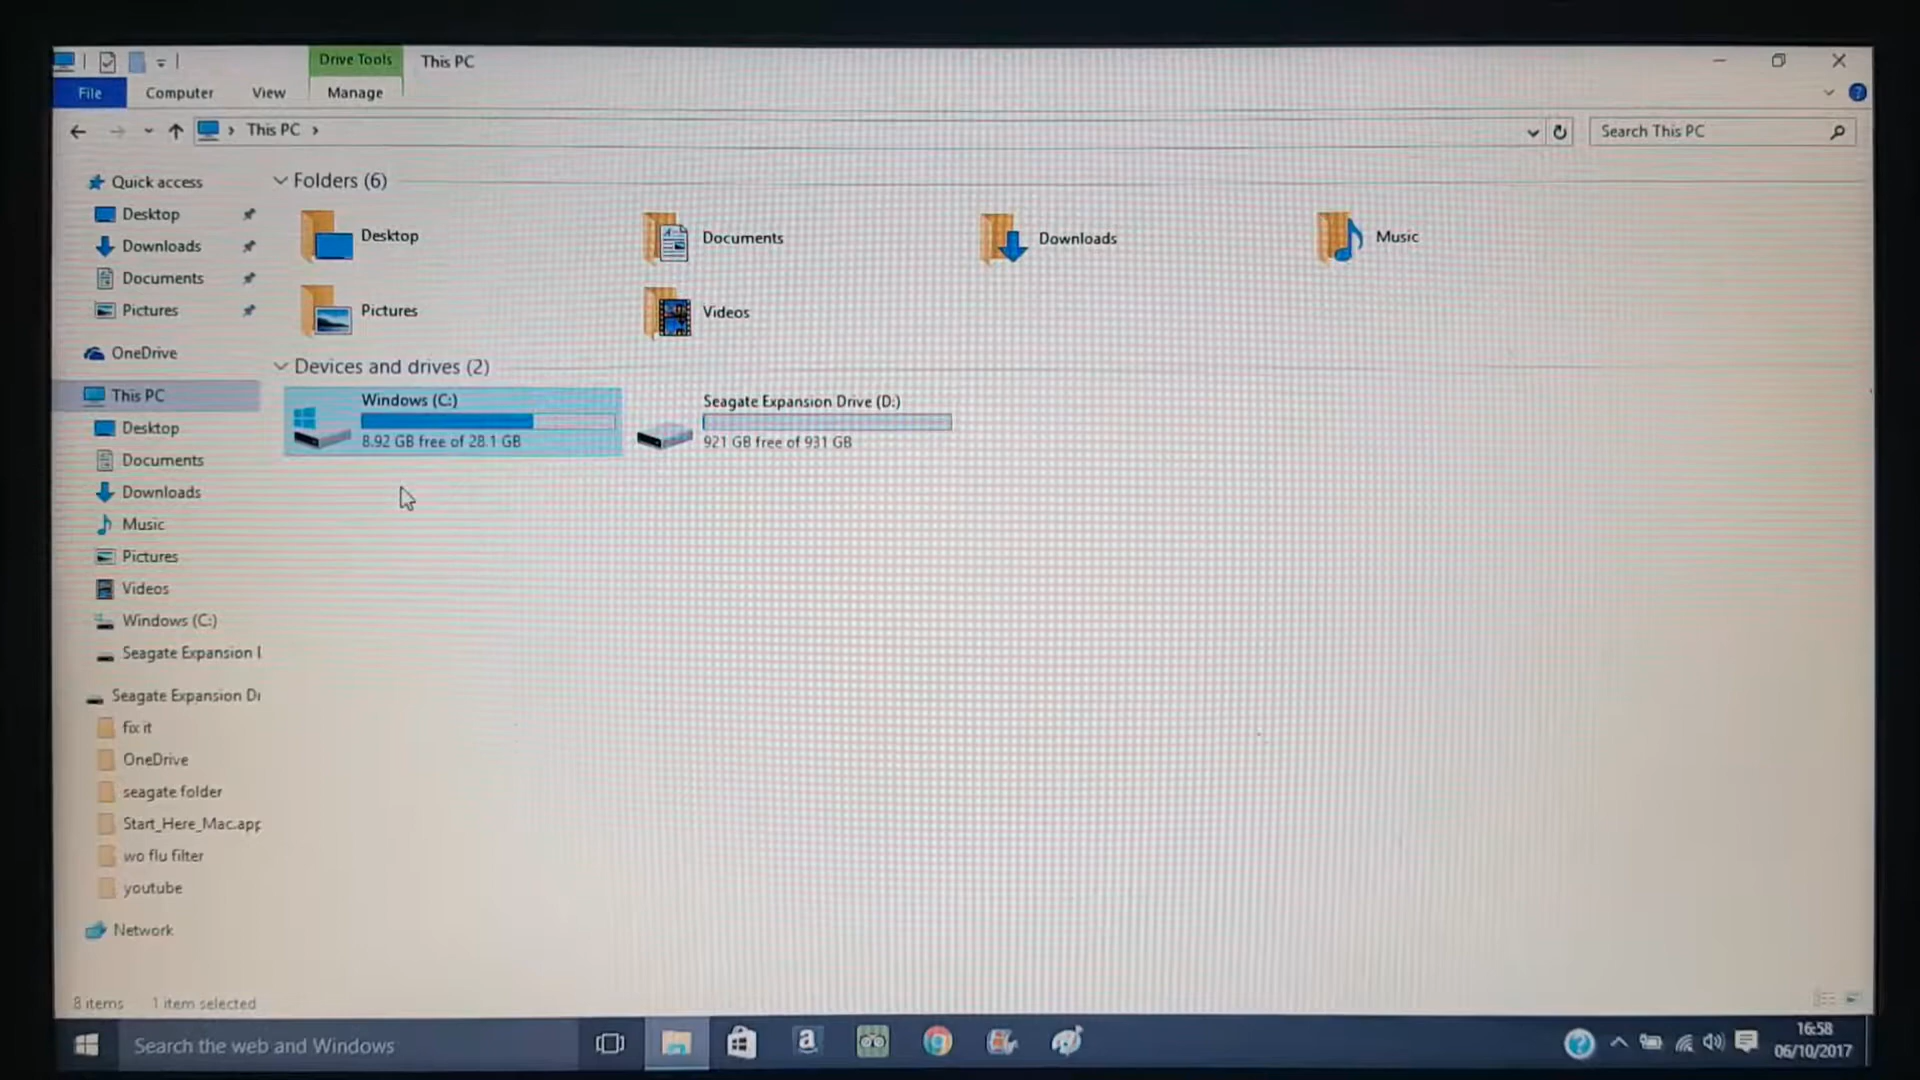 Drive Tools
This PC
File
Computer
View
Manage
This PC
Search This PC
Quick access
Desktop
Downloads
Documents
Pictures
OneDrive
This PC
Desktop
Documents
Downloads
Music
Pictures
Videos
Windows (C:)
Seagate Expansion
Seagate Expansion
fix it
OneDrive
seagate folder
Start_Here_Mac.app
wo flu filter
youtube
Network
Folders (6)
Desktop
Documents
Downloads
Music
Pictures
Videos
Devices and drives (2)
Windows (C:)
8.92 GB free of 28.1 GB
Seagate Expansion Drive (D:)
921 GB free of 931 GB
8 items
1 item selected
Search the web and Windows
16:58
06/10/2017